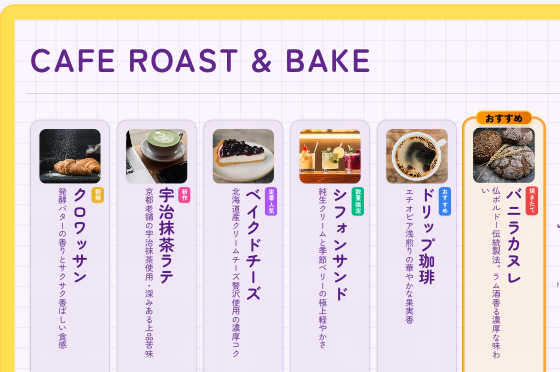 CAFE ROAST & BAKE
クロワッサン
発酵バターの香りとサクサク香ばしい食感
新作
宇治抹茶ラテ
京都老舗の宇治抹茶使用・深みある上品苦味
定番人気
ベイクドチーズ
北海道産クリームチーズ贅沢使用の濃厚コク
数量限定
シフォンサンド
純生クリームと季節ベリーの極上軽やかさ
おすすめ
ドリップ珈琲
エチオピア浅煎りの華やかな果実香
おすすめ
焼きたて
バニラカヌレ
仏ボルドー伝統製法。ラム酒香る濃厚な味わい